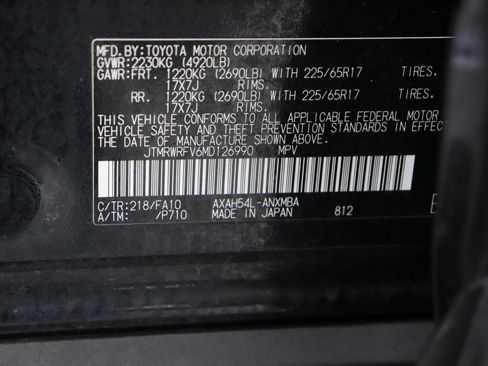 MFD.BY:TOYOTA MOTOR CORPORATION
GVWR:2230KG (4920LB)
GAWR:FRT. 1220KG (2690LB) WITH 225/65R17 TIRES,
17X7J RIMS.
RR. 1220KG (2690LB) WITH 225/65R17 TIRES,
17X7J RIMS.
THIS VEHICLE CONFORMS TO ALL APPLICABLE FEDERAL MOTOR
VEHICLE SAFETY AND THEFT PREVENTION STANDARDS IN EFFEC
THE DATE OF MANUFACTURE SHOWN ABOVE.
JTMRWRFV6MD126990 MPV
C/TR:218/FA10 AXAH54L-ANXMBA
A/TM: /P710 MADE IN JAPAN 812